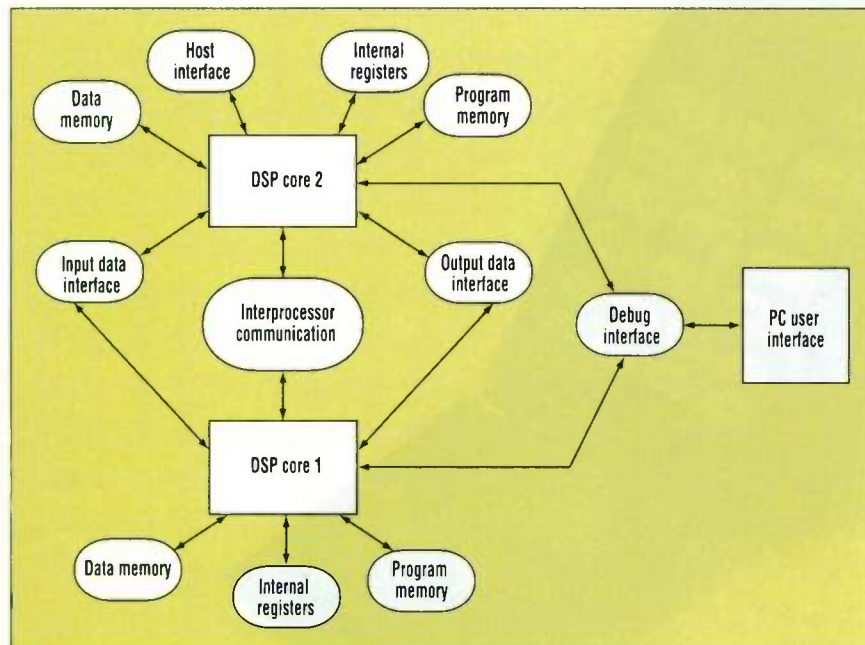 Host
interface
Internal
registers
Data
memory
Program
memory
DSP core 2
Input data
interface
Output data
interface
Interprocessor
communication
Debug
interface
PC user
interface
DSP core 1
Data memory
Internal
registers
Program
memory